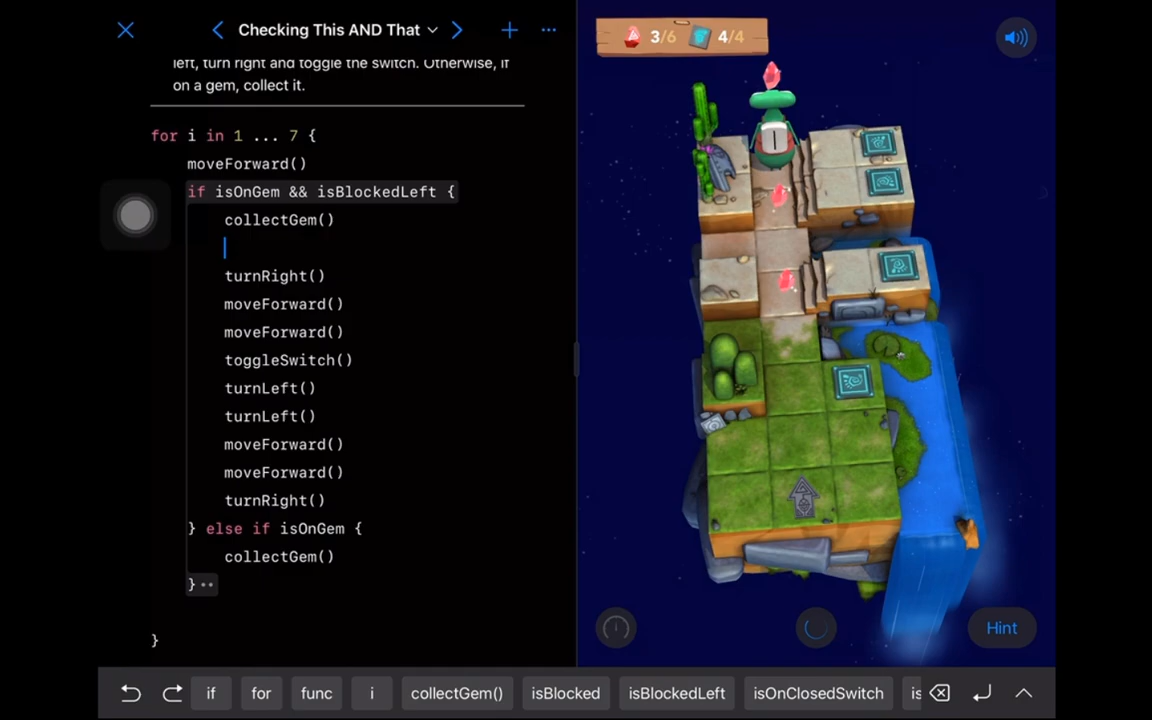 Checking This AND That
left, turn right and toggle the switch. Otherwise, if
on a gem, collect it.
for i in 1 ... 7 {
moveForward()
if isOnGem && isBlockedLeft {
collectGem()
turnRight()
moveForward()
moveForward()
toggleSwitch()
turnLeft()
turnLeft()
moveForward()
moveForward()
turnRight()
} else if isOnGem {
collectGem()
}
}
3/6 4/4
Hint
if for func i collectGem() isBlocked isBlockedLeft isOnClosedSwitch is